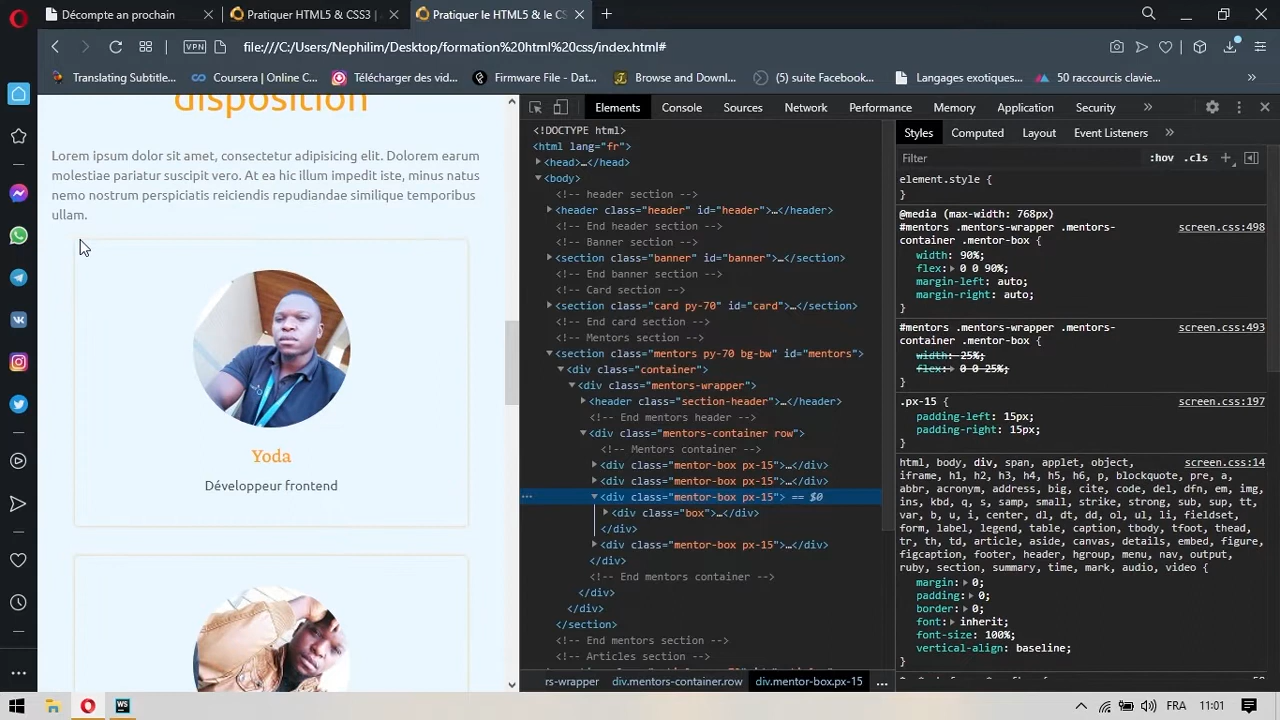 Décompte an prochain
Pratiquer HTML5 & CSS3 |
Pratiquer le HTML5 & le CS
VPN
file:///C:/Users/Nephilim/Desktop/formation%20html%20css/index.html#
Translating Subtitle...
Coursera | Online C...
Télécharger des vid...
Firmware File - Dat...
Browse and Downl...
(5) suite Facebook...
Langages exotiques...
50 raccourcis clavie...
»
disposition
Lorem ipsum dolor sit amet, consectetur adipisicing elit. Dolorem earum
molestiae pariatur suscipit vero. At ea hic illum impedit iste, minus natus
nemo nostrum perspiciatis reiciendis repudiandae similique temporibus
ullam.
Yoda
Développeur frontend
Elements
Console
Sources
Network
Performance
Memory
Application
Security
»
<!DOCTYPE html>
<html lang="fr">
<head>…</head>
<body>
<!-- header section -->
<header class="header" id="header">…</header>
<!-- End header section -->
<!-- Banner section -->
<section class="banner" id="banner">…</section>
<!-- End banner section -->
<!-- Card section -->
<section class="card py-70" id="card">…</section>
<!-- End card section -->
<!-- Mentors section -->
<section class="mentors py-70 bg-bw" id="mentors">
<div class="container">
<div class="mentors-wrapper">
<header class="section-header">…</header>
<!-- End mentors header -->
<div class="mentors-container row">
<!-- Mentors container -->
<div class="mentor-box px-15">…</div>
<div class="mentor-box px-15">…</div>
<div class="mentor-box px-15"> == $0
<div class="box">…</div>
</div>
<div class="mentor-box px-15">…</div>
</div>
<!-- End mentors container -->
</div>
</div>
</section>
<!-- End mentors section -->
<!-- Articles section -->
rs-wrapper
div.mentors-container.row
div.mentor-box.px-15
...
Styles
Computed
Layout
Event Listeners
»
Filter
:hov
.cls
+
element.style {
}
@media (max-width: 768px)
#mentors .mentors-wrapper .mentors-
screen.css:498
container .mentor-box {
width: 90%;
flex: 0 0 90%;
margin-left: auto;
margin-right: auto;
}
#mentors .mentors-wrapper .mentors-
screen.css:493
container .mentor-box {
width: 25%;
flex: 0 0 25%;
}
.px-15 {
screen.css:197
padding-left: 15px;
padding-right: 15px;
}
html, body, div, span, applet, object,
screen.css:14
iframe, h1, h2, h3, h4, h5, h6, p, blockquote, pre, a,
abbr, acronym, address, big, cite, code, del, dfn, em, img,
ins, kbd, q, s, samp, small, strike, strong, sub, sup, tt,
var, b, u, i, center, dl, dt, dd, ol, ul, li, fieldset,
form, label, legend, table, caption, tbody, tfoot, thead,
tr, th, td, article, aside, canvas, details, embed, figure,
figcaption, footer, header, hgroup, menu, nav, output,
ruby, section, summary, time, mark, audio, video {
margin: 0;
padding: 0;
border: 0;
font: inherit;
font-size: 100%;
vertical-align: baseline;
}
WS
FRA
11:01